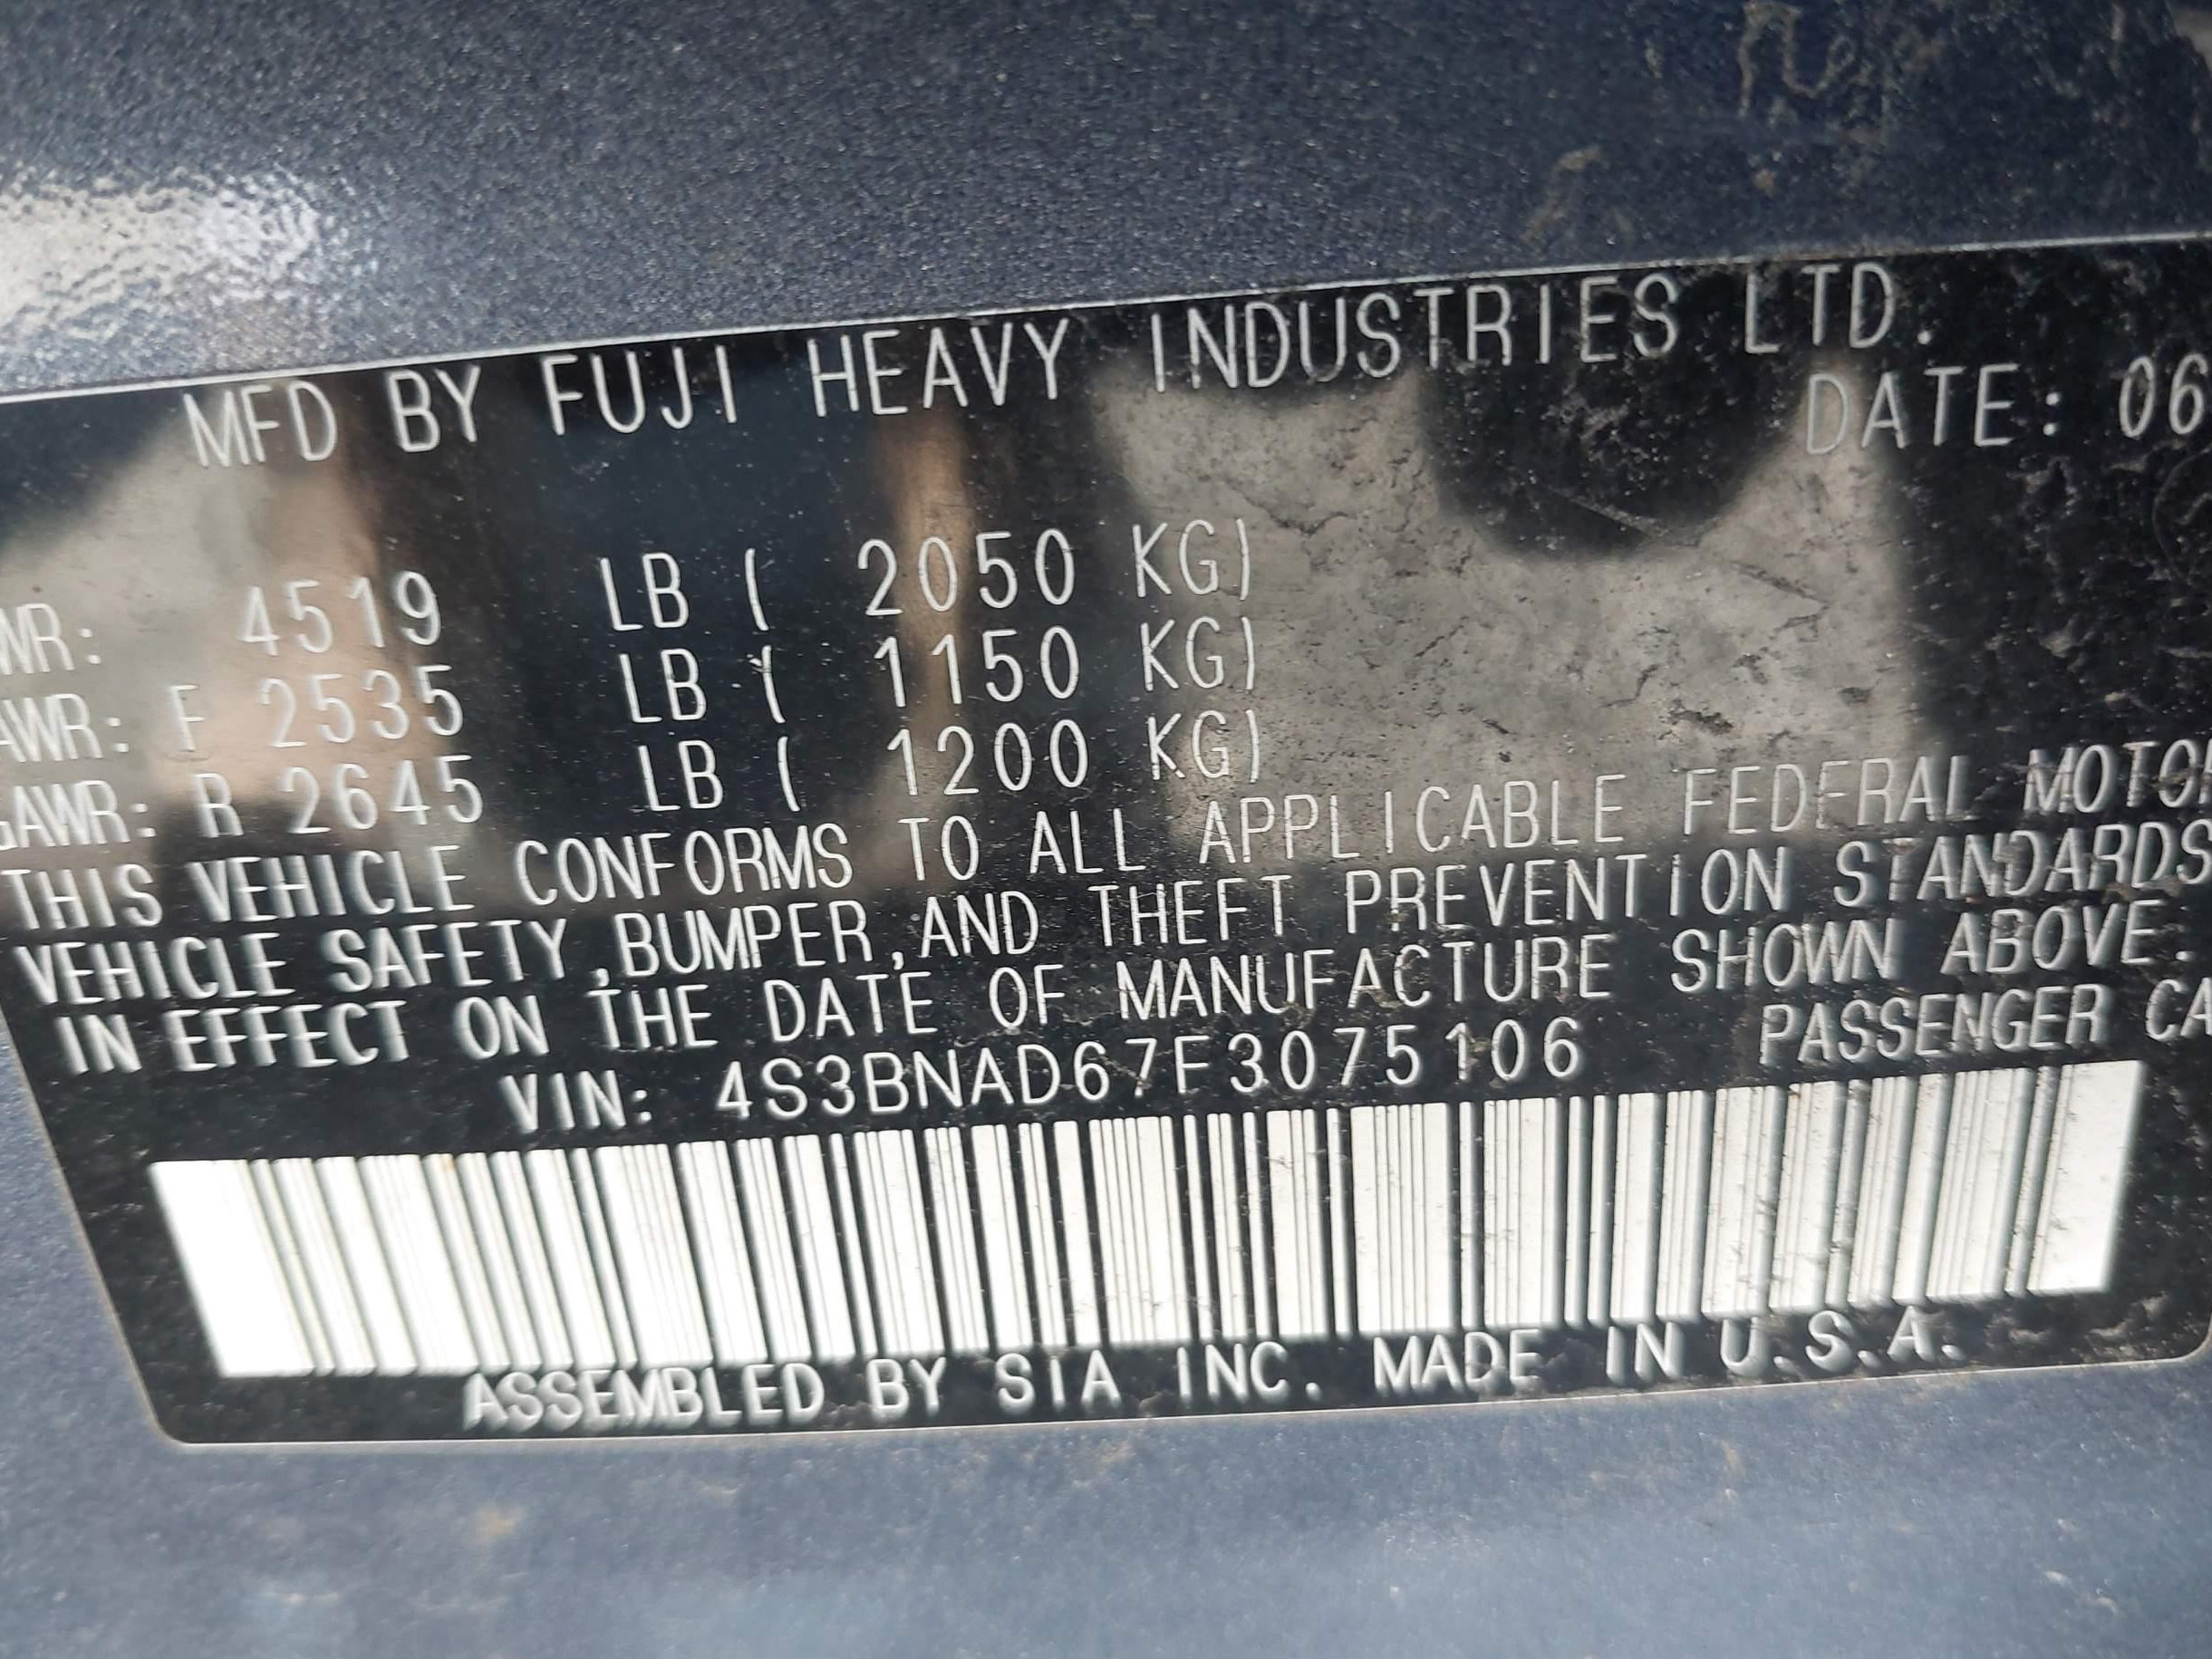 MFD BY FUJI HEAVY INDUSTRIES LTD.
DATE: 06
WR: 4519 LB ( 2050 KG)
AWR: F 2535 LB ( 1150 KG)
GAWR: R 2645 LB ( 1200 KG)
THIS VEHICLE CONFORMS TO ALL APPLICABLE FEDERAL MOTOR
VEHICLE SAFETY,BUMPER,AND THEFT PREVENTION STANDARDS
IN EFFECT ON THE DATE OF MANUFACTURE SHOWN ABOVE.
VIN: 4S3BNAD67F3075106 PASSENGER CA
ASSEMBLED BY SIA INC. MADE IN U.S.A.